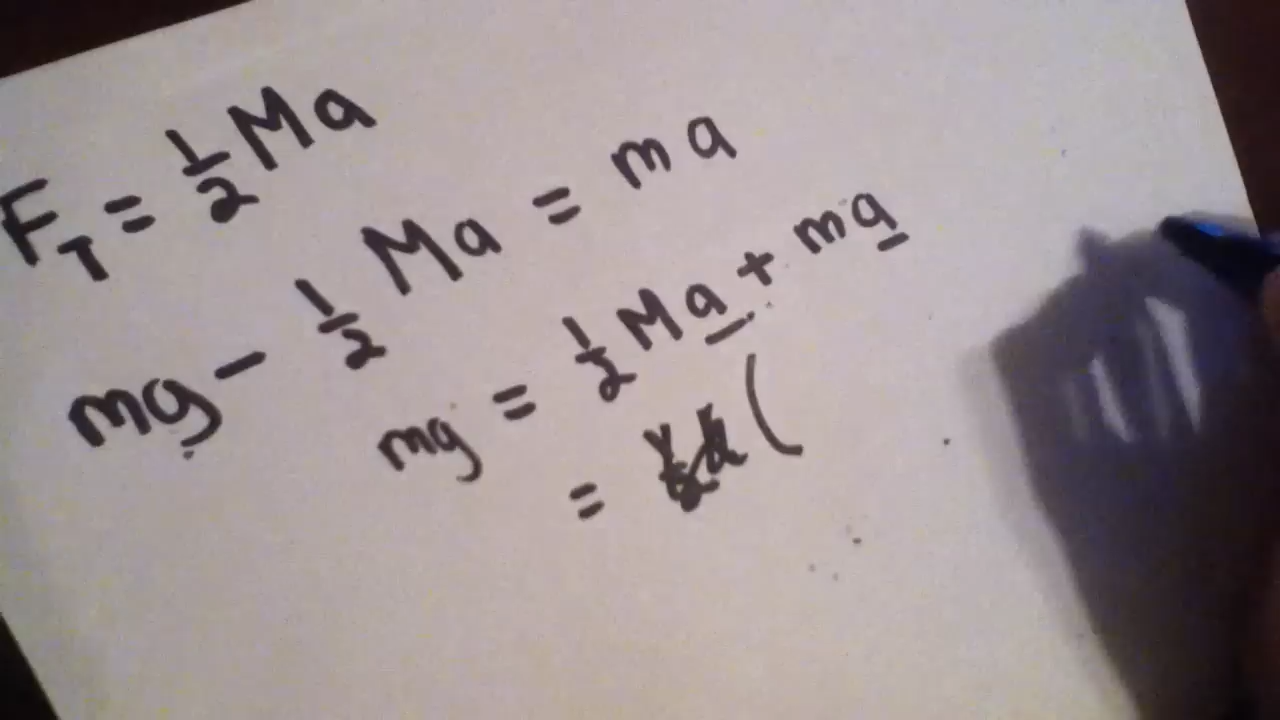 F_T = 1/2 Ma
mg - 1/2 Ma = ma
mg = 1/2 Ma + ma
= (